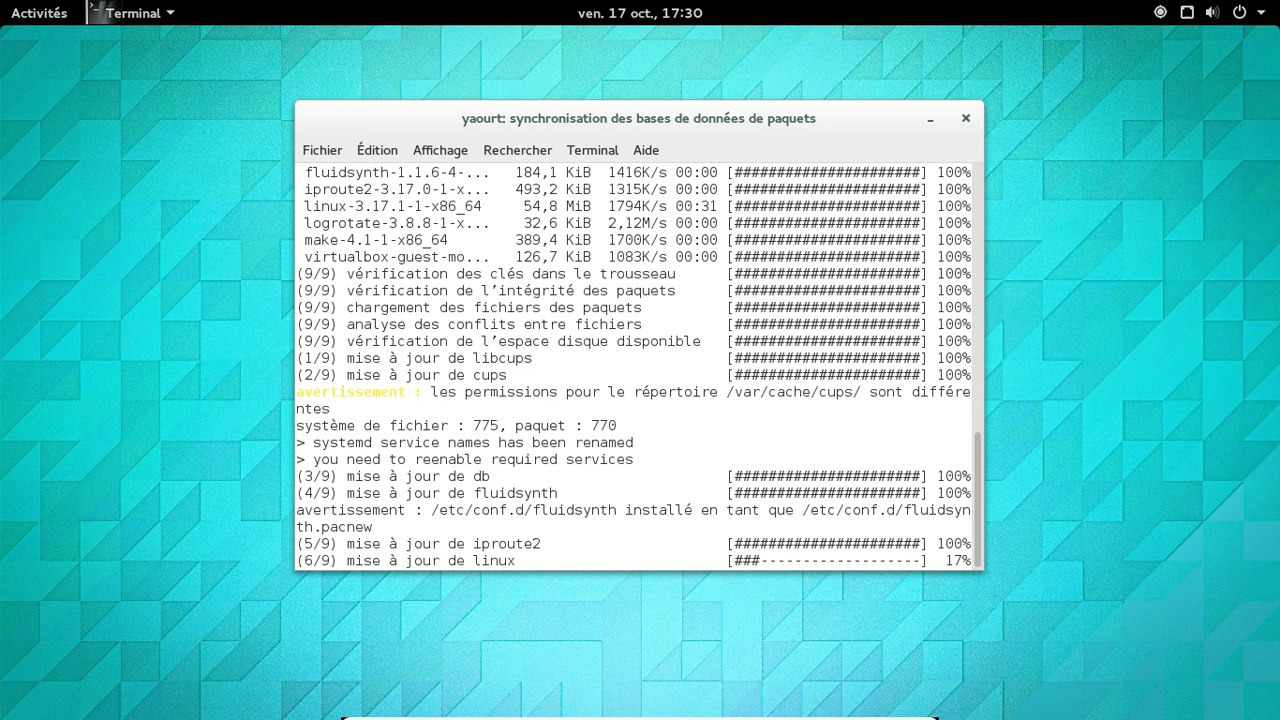 Activités Terminal ven. 17 oct., 17:30
yaourt: synchronisation des bases de données de paquets
Fichier Édition Affichage Rechercher Terminal Aide
fluidsynth-1.1.6-4-... 184,1 KiB 1416K/s 00:00 [######################] 100%
iproute2-3.17.0-1-x... 493,2 KiB 1315K/s 00:00 [######################] 100%
linux-3.17.1-1-x86_64 54,8 MiB 1794K/s 00:31 [######################] 100%
logrotate-3.8.8-1-x... 32,6 KiB 2,12M/s 00:00 [######################] 100%
make-4.1-1-x86_64 389,4 KiB 1700K/s 00:00 [######################] 100%
virtualbox-guest-mo... 126,7 KiB 1083K/s 00:00 [######################] 100%
(9/9) vérification des clés dans le trousseau [######################] 100%
(9/9) vérification de l’intégrité des paquets [######################] 100%
(9/9) chargement des fichiers des paquets [######################] 100%
(9/9) analyse des conflits entre fichiers [######################] 100%
(9/9) vérification de l’espace disque disponible [######################] 100%
(1/9) mise à jour de libcups [######################] 100%
(2/9) mise à jour de cups [######################] 100%
avertissement : les permissions pour le répertoire /var/cache/cups/ sont différe
ntes
système de fichier : 775, paquet : 770
> systemd service names has been renamed
> you need to reenable required services
(3/9) mise à jour de db [######################] 100%
(4/9) mise à jour de fluidsynth [######################] 100%
avertissement : /etc/conf.d/fluidsynth installé en tant que /etc/conf.d/fluidsyn
th.pacnew
(5/9) mise à jour de iproute2 [######################] 100%
(6/9) mise à jour de linux [###-------------------] 17%